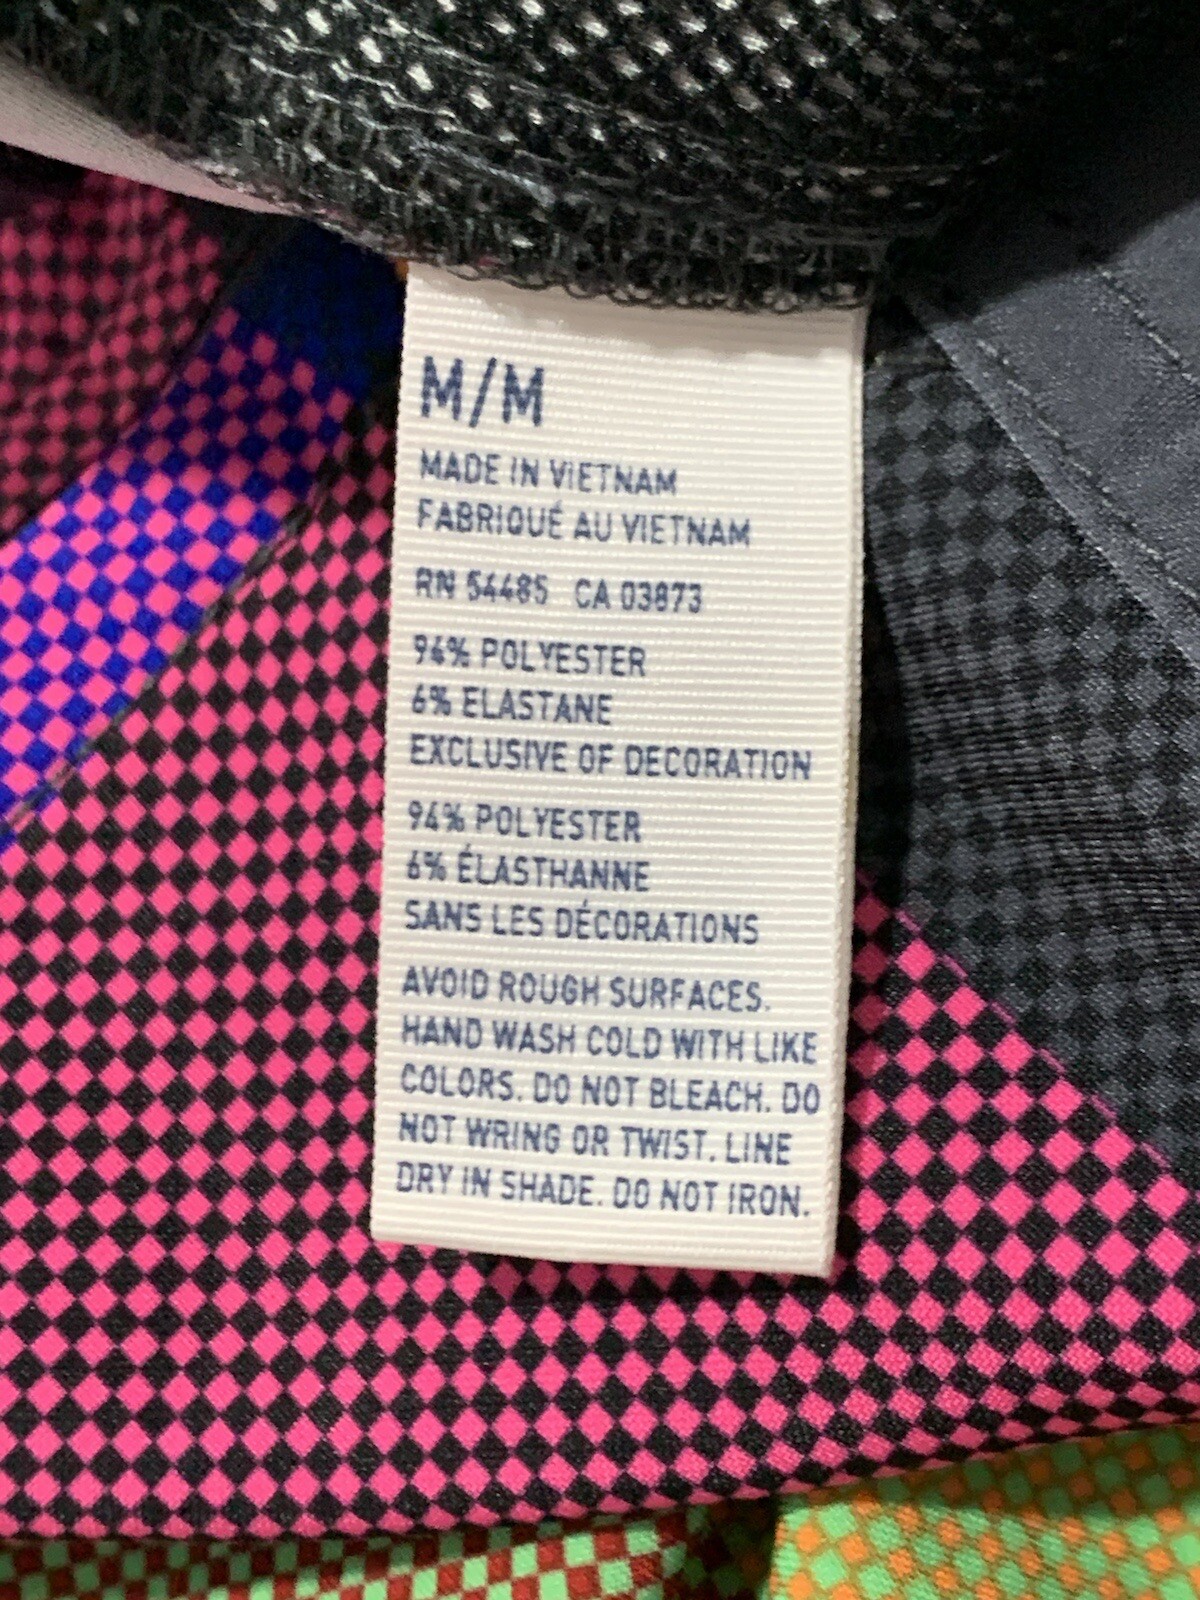 M/M
MADE IN VIETNAM
FABRIQUÉ AU VIETNAM
RN 54485 CA 03873
94% POLYESTER
6% ELASTANE
EXCLUSIVE OF DECORATION
94% POLYESTER
6% ÉLASTHANNE
SANS LES DÉCORATIONS
AVOID ROUGH SURFACES.
HAND WASH COLD WITH LIKE
COLORS. DO NOT BLEACH. DO
NOT WRING OR TWIST. LINE
DRY IN SHADE. DO NOT IRON.